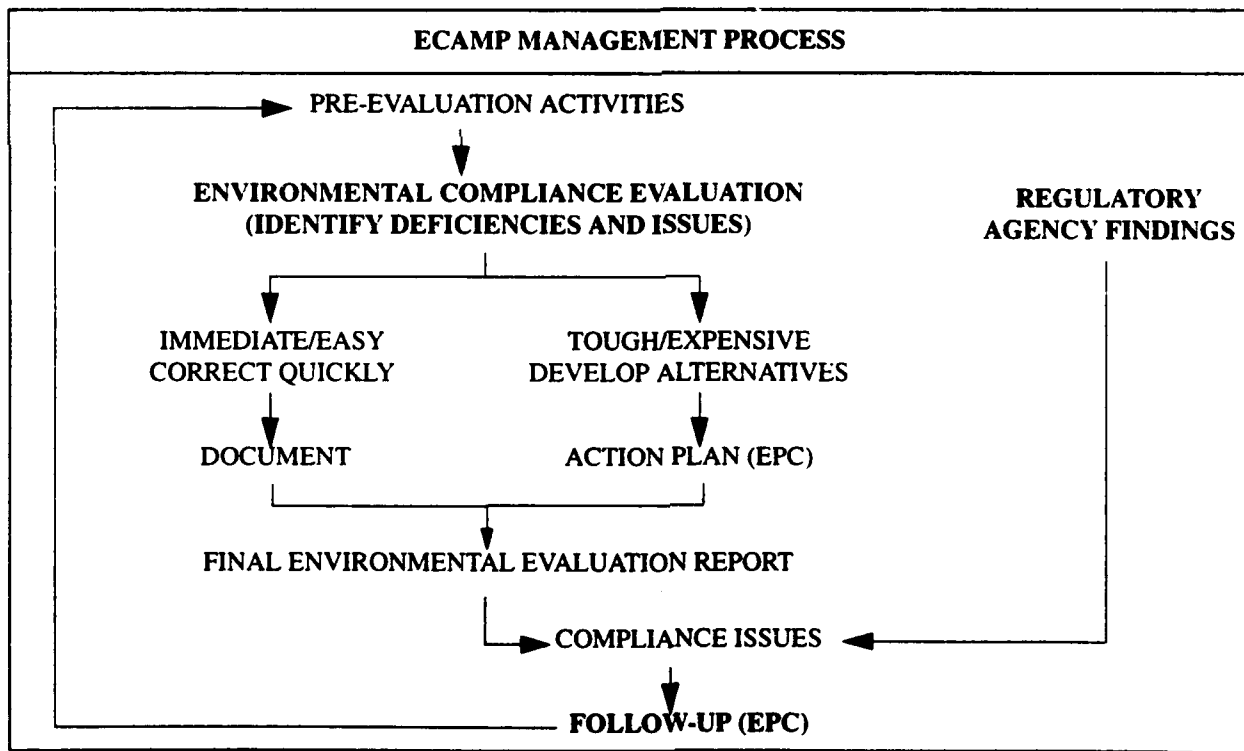 ECAMP MANAGEMENT PROCESS
PRE-EVALUATION ACTIVITIES
ENVIRONMENTAL COMPLIANCE EVALUATION
(IDENTIFY DEFICIENCIES AND ISSUES)
REGULATORY
AGENCY FINDINGS
IMMEDIATE/EASY
CORRECT QUICKLY
TOUGH/EXPENSIVE
DEVELOP ALTERNATIVES
DOCUMENT
ACTION PLAN (EPC)
FINAL ENVIRONMENTAL EVALUATION REPORT
COMPLIANCE ISSUES
FOLLOW-UP (EPC)